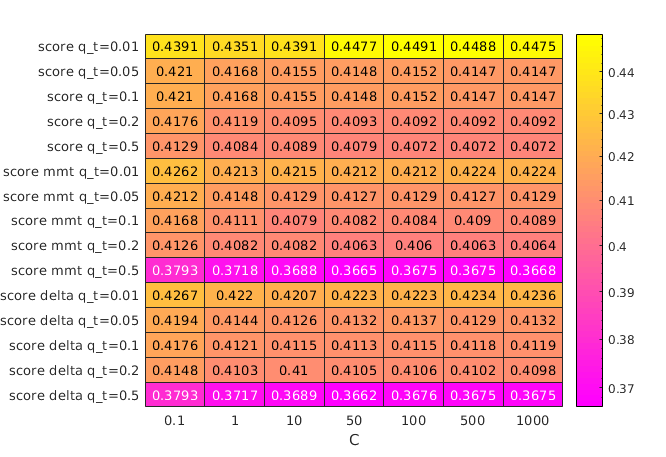 score q_t=0.01 0.4391 0.4351 0.4391 0.4477 0.4491 0.4488 0.4475
score q_t=0.05 0.421 0.4168 0.4155 0.4148 0.4152 0.4147 0.4147
score q_t=0.1 0.421 0.4168 0.4155 0.4148 0.4152 0.4147 0.4147
score q_t=0.2 0.4176 0.4119 0.4095 0.4093 0.4092 0.4092 0.4092
score q_t=0.5 0.4129 0.4084 0.4089 0.4079 0.4072 0.4072 0.4072
score mmt q_t=0.01 0.4262 0.4213 0.4215 0.4212 0.4212 0.4224 0.4224
score mmt q_t=0.05 0.4212 0.4148 0.4129 0.4127 0.4129 0.4127 0.4129
score mmt q_t=0.1 0.4168 0.4111 0.4079 0.4082 0.4084 0.409 0.4089
score mmt q_t=0.2 0.4126 0.4082 0.4082 0.4063 0.406 0.4063 0.4064
score mmt q_t=0.5 0.3793 0.3718 0.3688 0.3665 0.3675 0.3675 0.3668
score delta q_t=0.01 0.4267 0.422 0.4207 0.4223 0.4223 0.4234 0.4236
score delta q_t=0.05 0.4194 0.4144 0.4126 0.4132 0.4137 0.4129 0.4132
score delta q_t=0.1 0.4176 0.4121 0.4115 0.4113 0.4115 0.4118 0.4119
score delta q_t=0.2 0.4148 0.4103 0.41 0.4105 0.4106 0.4102 0.4098
score delta q_t=0.5 0.3793 0.3717 0.3689 0.3662 0.3676 0.3675 0.3675
0.1 1 10 50 100 500 1000
C
0.44
0.43
0.42
0.41
0.4
0.39
0.38
0.37